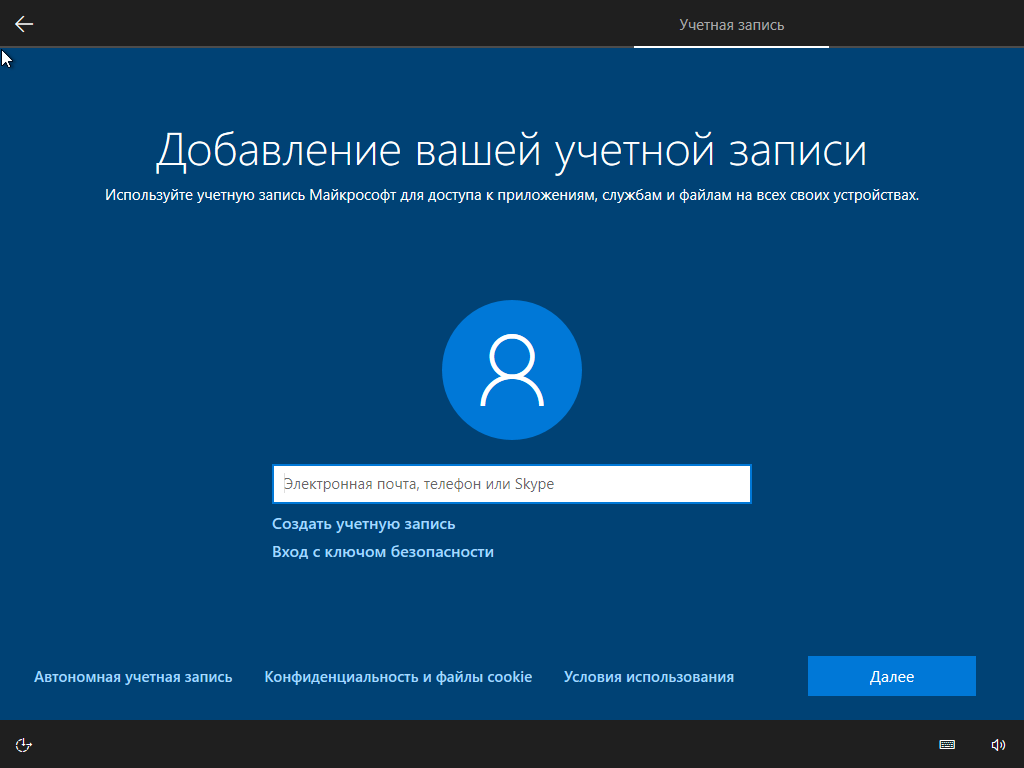 Учетная запись
Добавление вашей учетной записи
Используйте учетную запись Майкрософт для доступа к приложениям, службам и файлам на всех своих устройствах.
Электронная почта, телефон или Skype
Создать учетную запись
Вход с ключом безопасности
Автономная учетная запись
Конфиденциальность и файлы cookie
Условия использования
Далее